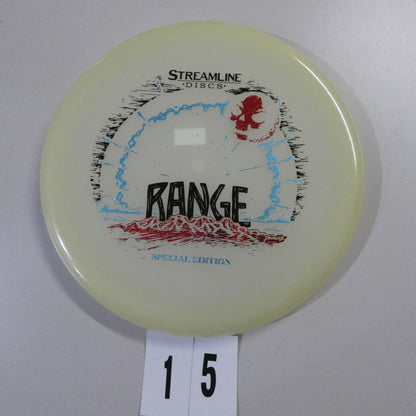 STREAMLINE
DISCS
RANGE
SPECIAL EDITION
1 5